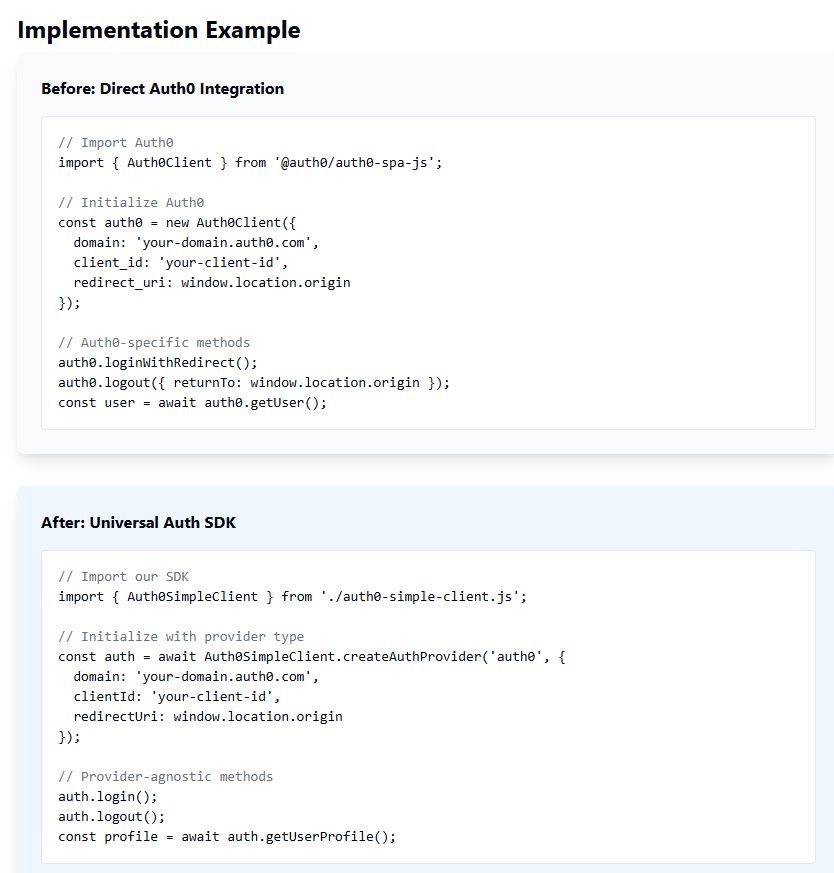 Implementation Example
Before: Direct Auth0 Integration
// Import Auth0
import { Auth0Client } from '@auth0/auth0-spa-js';
// Initialize Auth0
const auth0 = new Auth0Client({
  domain: 'your-domain.auth0.com',
  client_id: 'your-client-id',
  redirect_uri: window.location.origin
});
// Auth0-specific methods
auth0.loginWithRedirect();
auth0.logout({ returnTo: window.location.origin });
const user = await auth0.getUser();
After: Universal Auth SDK
// Import our SDK
import { Auth0SimpleClient } from './auth0-simple-client.js';
// Initialize with provider type
const auth = await Auth0SimpleClient.createAuthProvider('auth0', {
  domain: 'your-domain.auth0.com',
  clientId: 'your-client-id',
  redirectUri: window.location.origin
});
// Provider-agnostic methods
auth.login();
auth.logout();
const profile = await auth.getUserProfile();